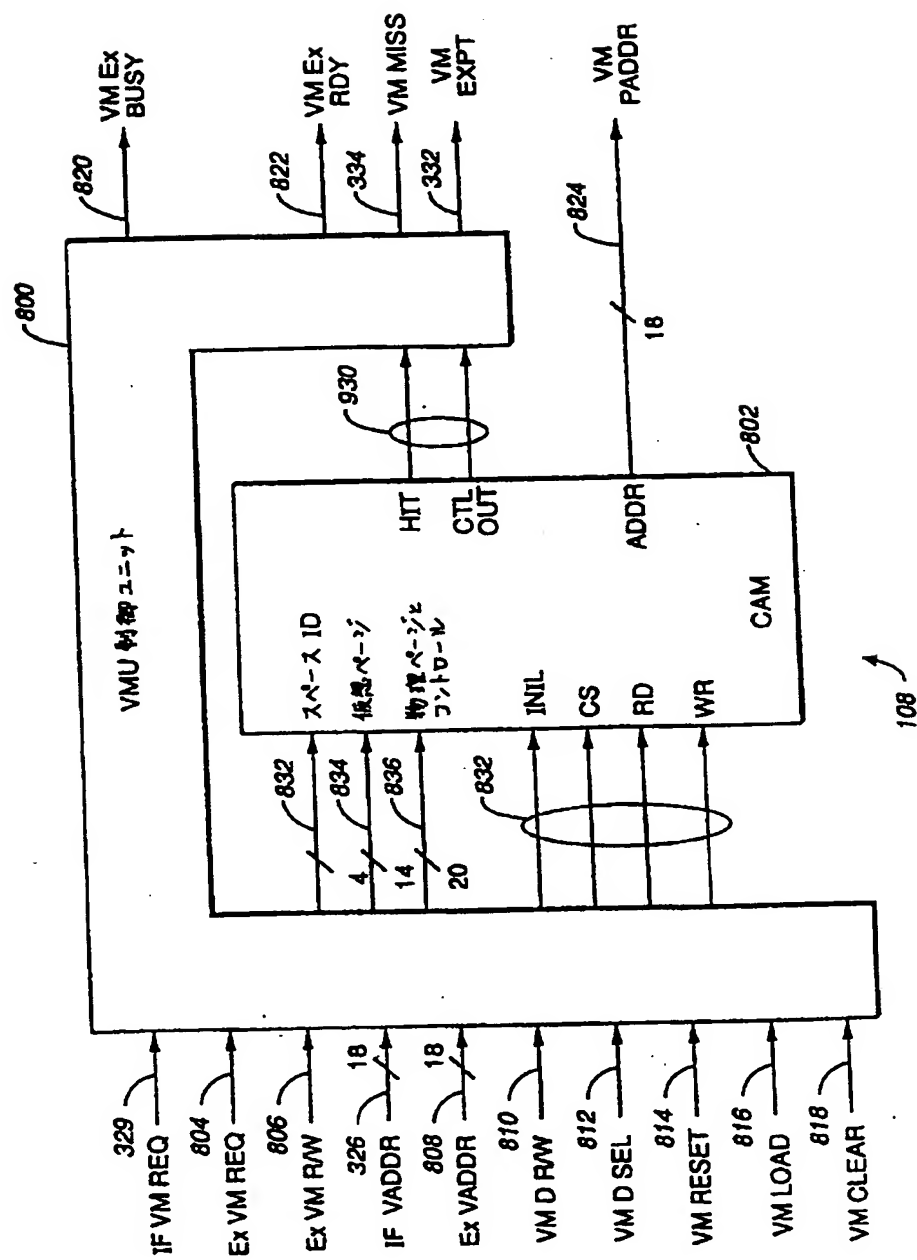 800
VMU 制御ユニット
329
IF VM REQ
804
Ex VM REQ
806
Ex VM R/W
326
18
IF VADDR
808
18
Ex VADDR
810
VM D R/W
812
VM D SEL
814
VM RESET
816
VM LOAD
818
VM CLEAR
832
4
834
14
836
20
832
スペース ID
仮想ページ
物理ページと
コントロール
INIL
CS
RD
WR
HIT
CTL
OUT
ADDR
CAM
802
930
820
VM Ex
BUSY
822
VM Ex
RDY
334
VM MISS
332
VM
EXPT
824
18
VM
PADDR
108